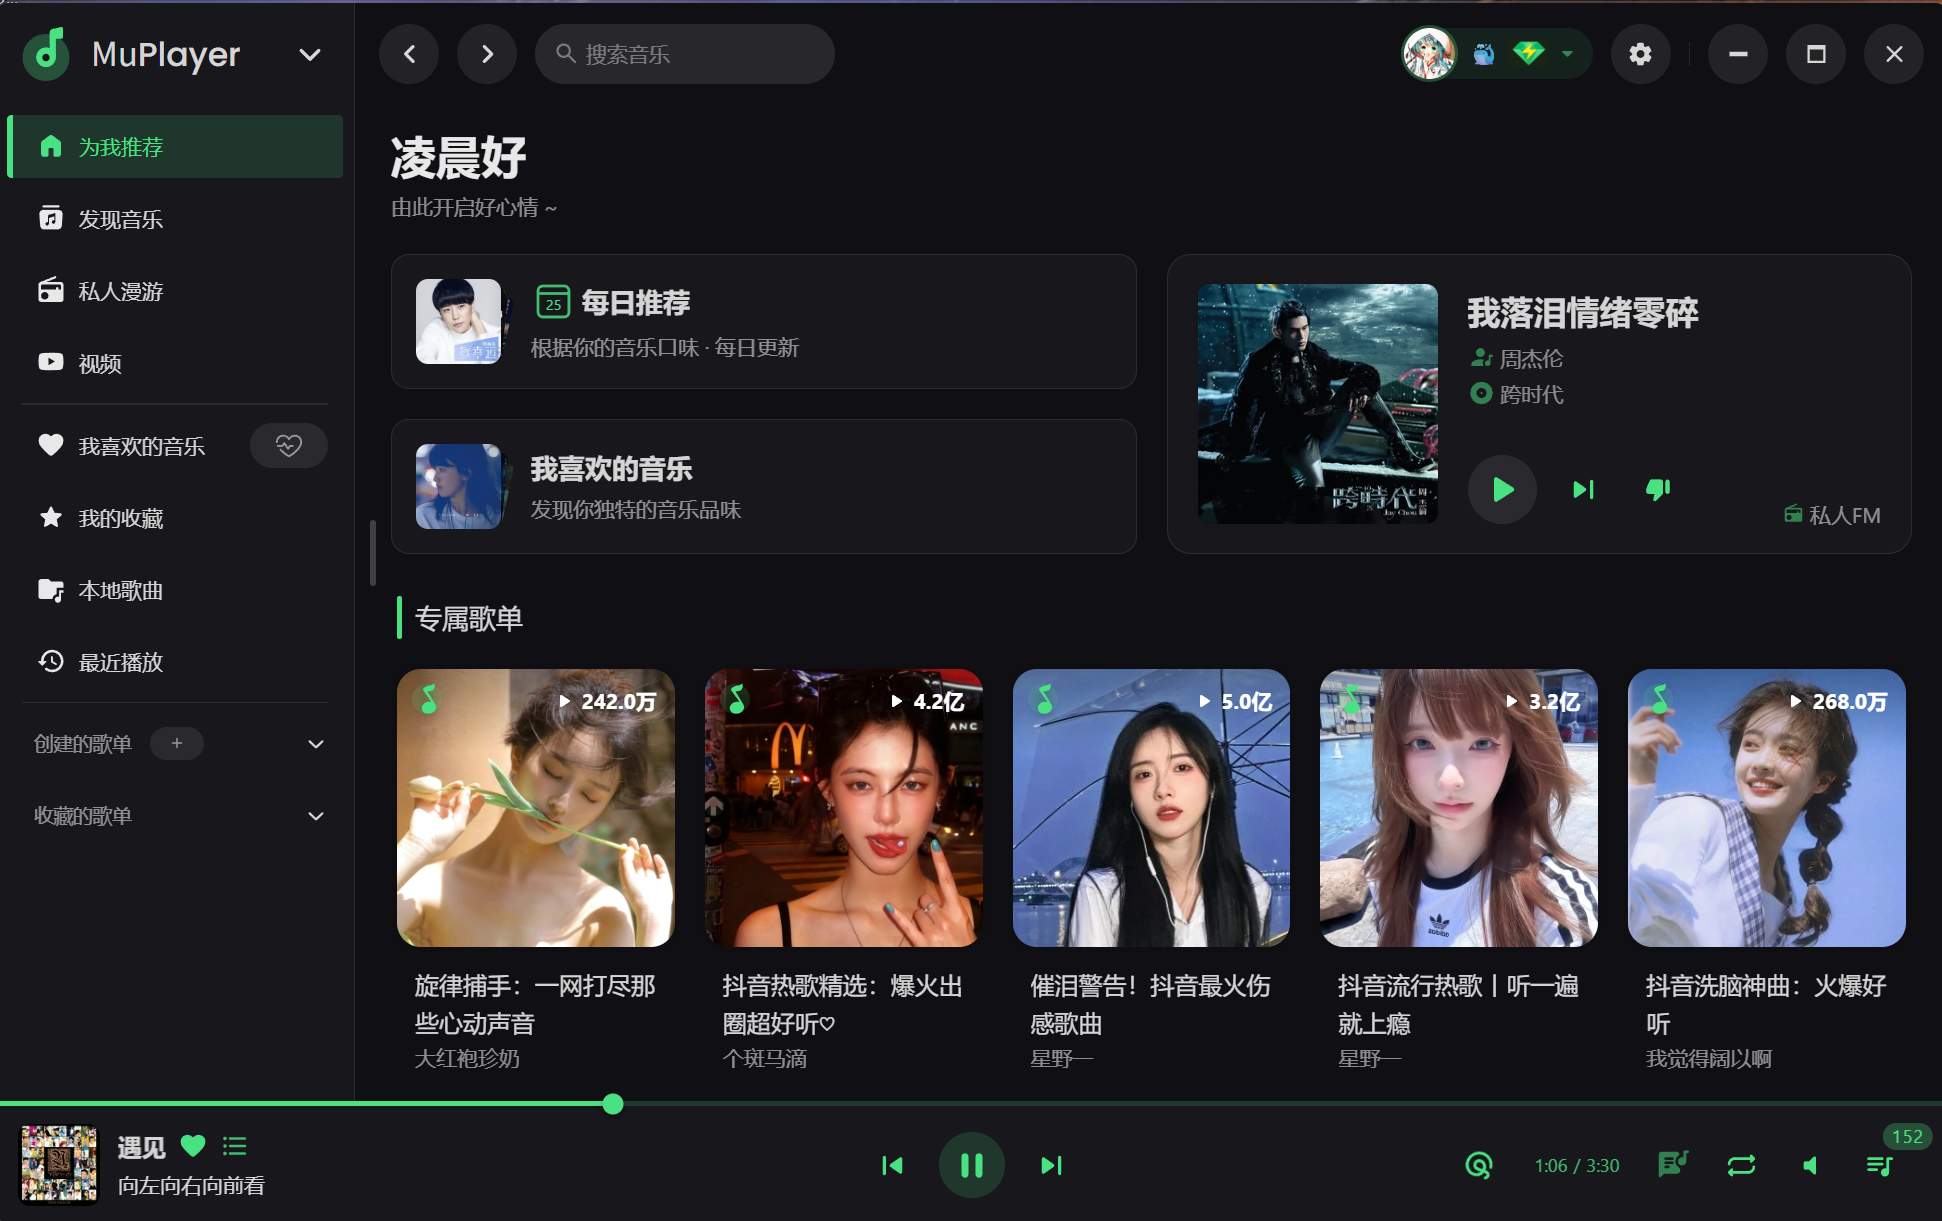 MuPlayer
搜索音乐
为我推荐
发现音乐
私人漫游
视频
我喜欢的音乐
我的收藏
本地歌曲
最近播放
创建的歌单 +
收藏的歌单
凌晨好
由此开启好心情 ~
25 每日推荐
根据你的音乐口味 · 每日更新
我喜欢的音乐
发现你独特的音乐品味
我落泪情绪零碎
周杰伦
跨时代
跨時代
Jay Chou
私人FM
专属歌单
242.0万
4.2亿
ANC
5.0亿
3.2亿
adidas
268.0万
旋律捕手：一网打尽那
些心动声音
大红袍珍奶
抖音热歌精选：爆火出
圈超好听♡
个斑马滴
催泪警告！抖音最火伤
感歌曲
星野一
抖音流行热歌丨听一遍
就上瘾
星野一
抖音洗脑神曲：火爆好
听
我觉得阔以啊
遇见
向左向右向前看
1:06 / 3:30
152